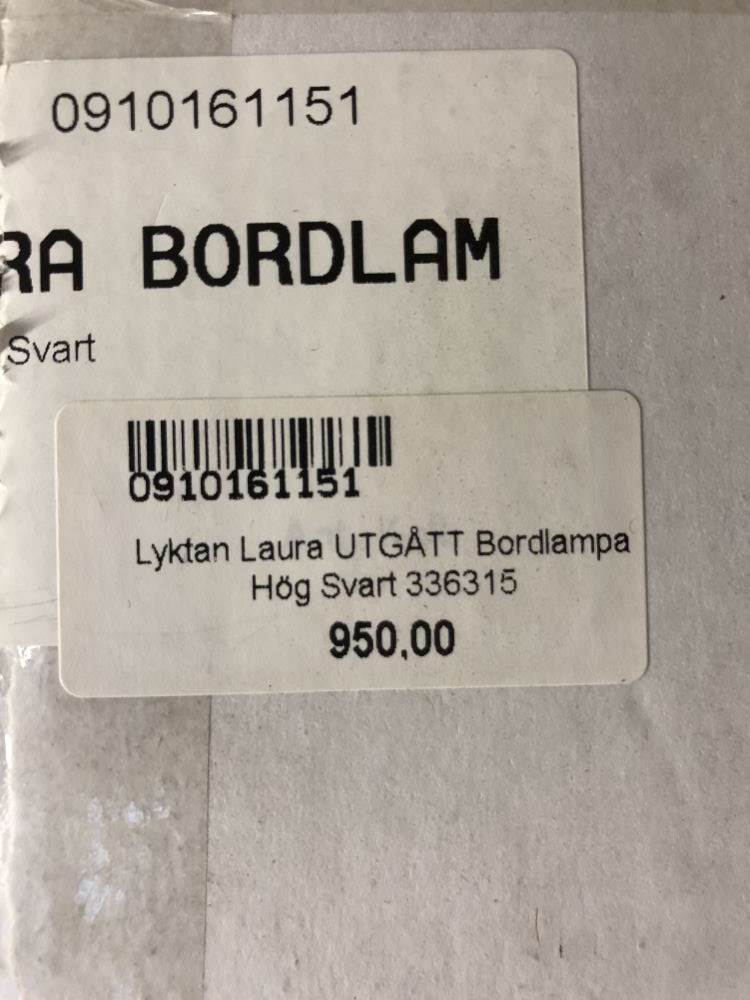 0910161151
RA BORDLAM
Svart
0910161151
Lyktan Laura UTGÅTT Bordlampa
Hög Svart 336315
950,00